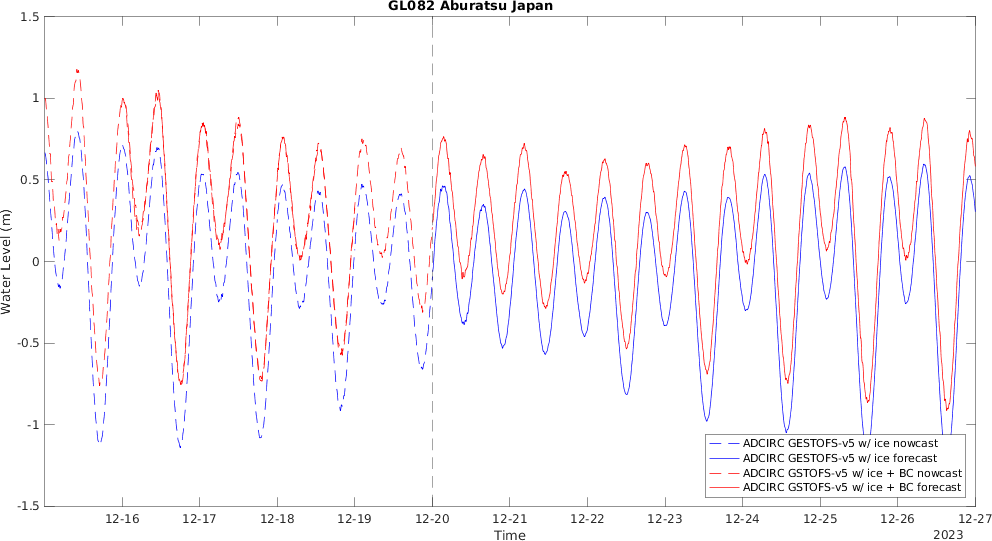 GL082 Aburatsu Japan
1.5
1
0.5
0
-0.5
-1
-1.5
Water Level (m)
ADCIRC GESTOFS-v5 w/ ice nowcast
ADCIRC GESTOFS-v5 w/ ice forecast
ADCIRC GSTOFS-v5 w/ ice + BC nowcast
ADCIRC GSTOFS-v5 w/ ice + BC forecast
12-16 12-17 12-18 12-19 12-20 12-21 12-22 12-23 12-24 12-25 12-26 12-27
Time
2023